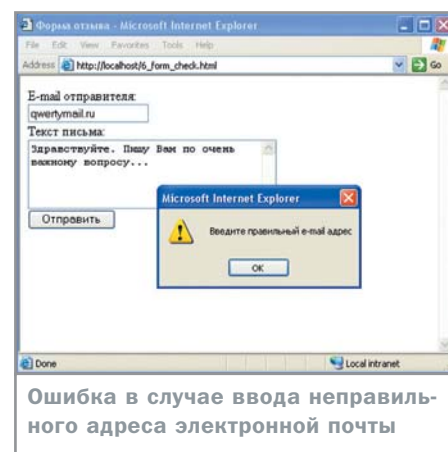 Форма отзыва - Microsoft Internet Explorer
File Edit View Favorites Tools Help
Address http://localhost/6_form_check.html Go
E-mail отправителя:
qwertymail.ru
Текст письма:
Здравствуйте. Пишу Вам по очень
важному вопросу...
Отправить
Microsoft Internet Explorer
Введите правильный e-mail адрес
OK
Done Local intranet
Ошибка в случае ввода неправиль-
ного адреса электронной почты